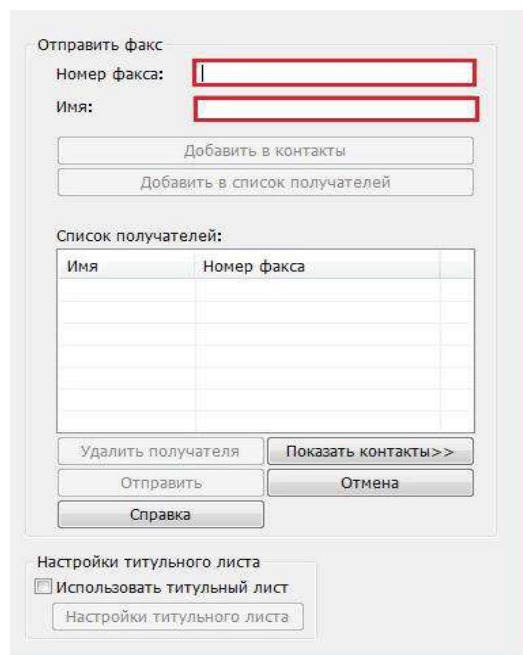 Отправить факс
Номер факса:
Имя:
Добавить в контакты
Добавить в список получателей
Список получателей:
Имя Номер факса
Удалить получателя Показать контакты>>
Отправить Отмена
Справка
Настройки титульного листа
Использовать титульный лист
Настройки титульного листа